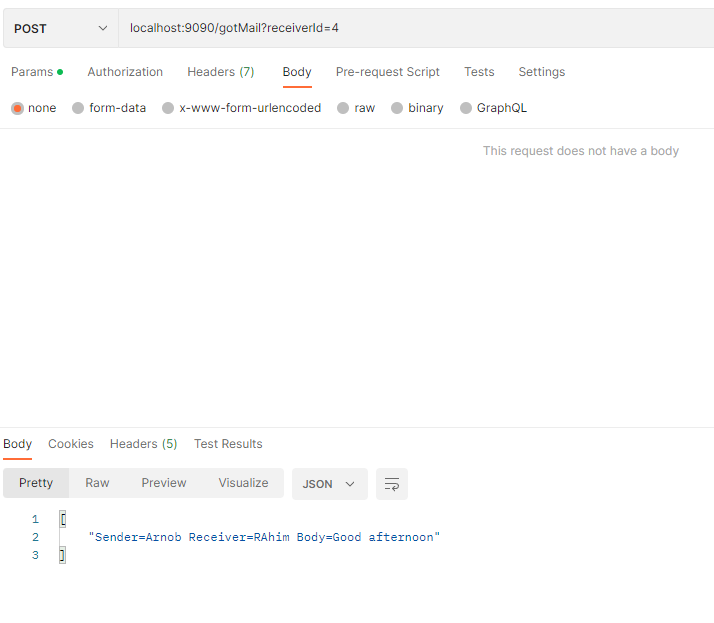 POST localhost:9090/gotMail?receiverId=4
Params Authorization Headers (7) Body Pre-request Script Tests Settings
none form-data x-www-form-urlencoded raw binary GraphQL
This request does not have a body
Body Cookies Headers (5) Test Results
Pretty Raw Preview Visualize JSON
1 [
2 "Sender=Arnob Receiver=RAhim Body=Good afternoon"
3 ]